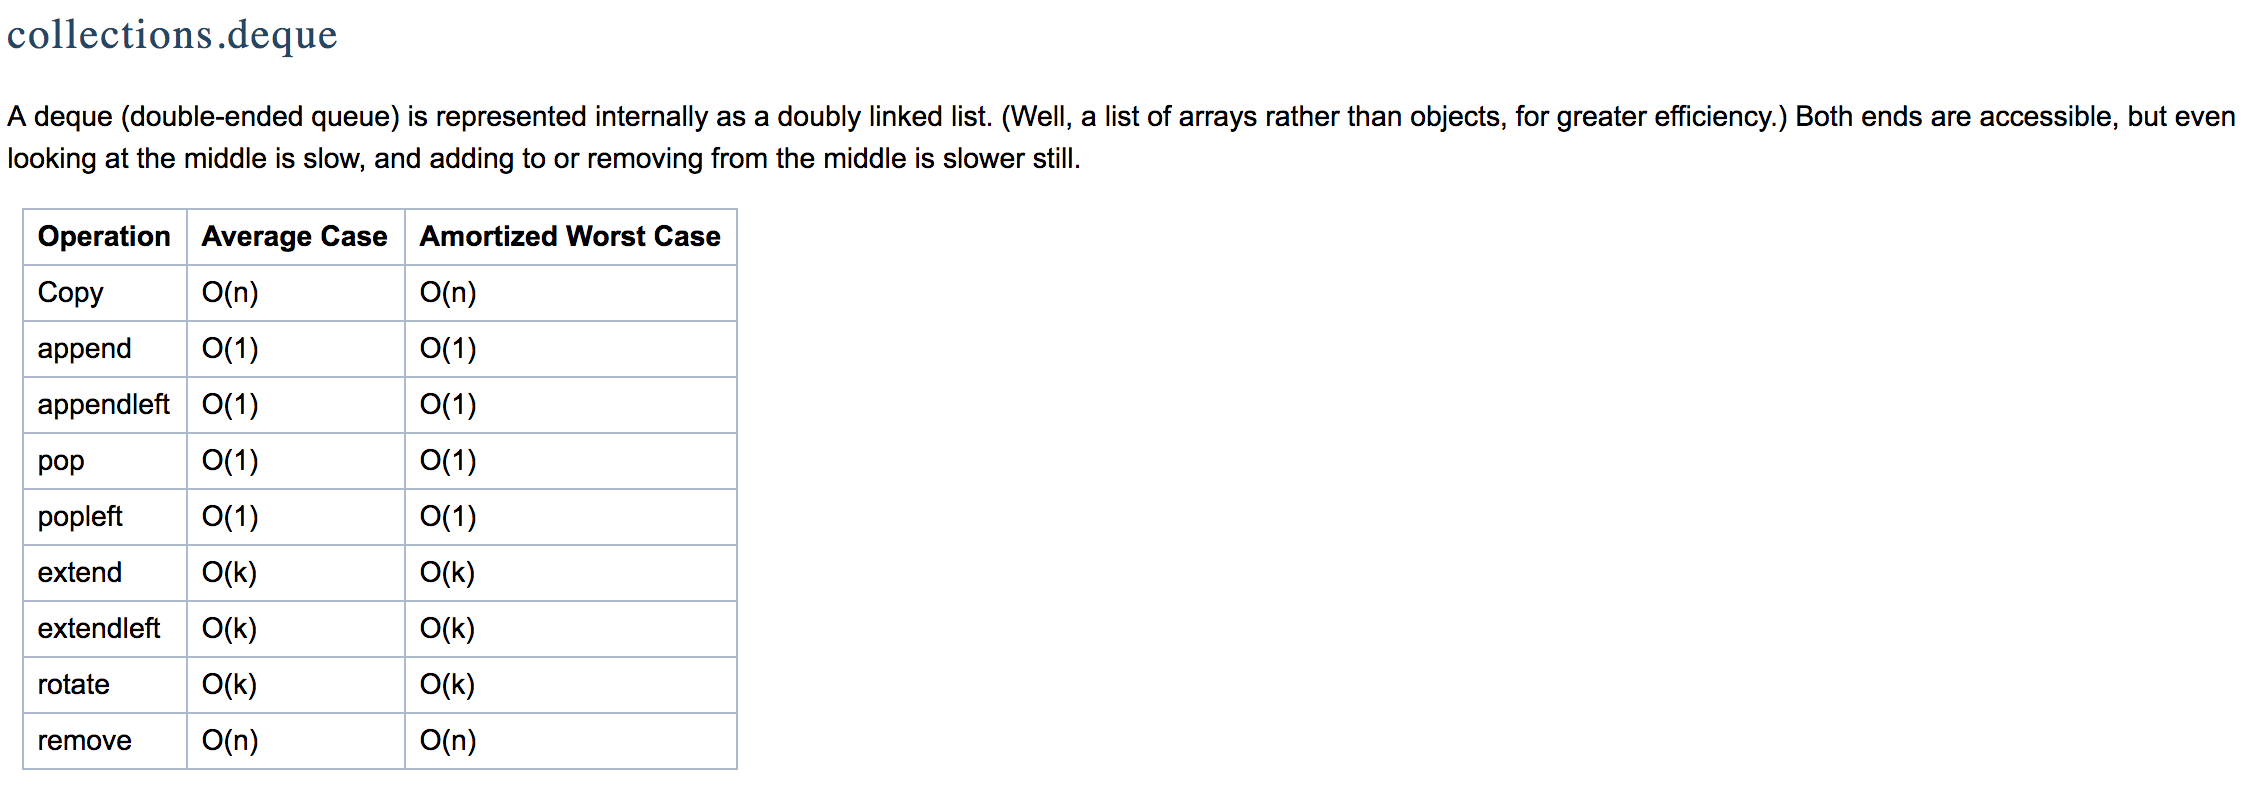 collections.deque
A deque (double-ended queue) is represented internally as a doubly linked list. (Well, a list of arrays rather than objects, for greater efficiency.) Both ends are accessible, but even
looking at the middle is slow, and adding to or removing from the middle is slower still.
Operation Average Case Amortized Worst Case
Copy O(n) O(n)
append O(1) O(1)
appendleft O(1) O(1)
pop O(1) O(1)
popleft O(1) O(1)
extend O(k) O(k)
extendleft O(k) O(k)
rotate O(k) O(k)
remove O(n) O(n)